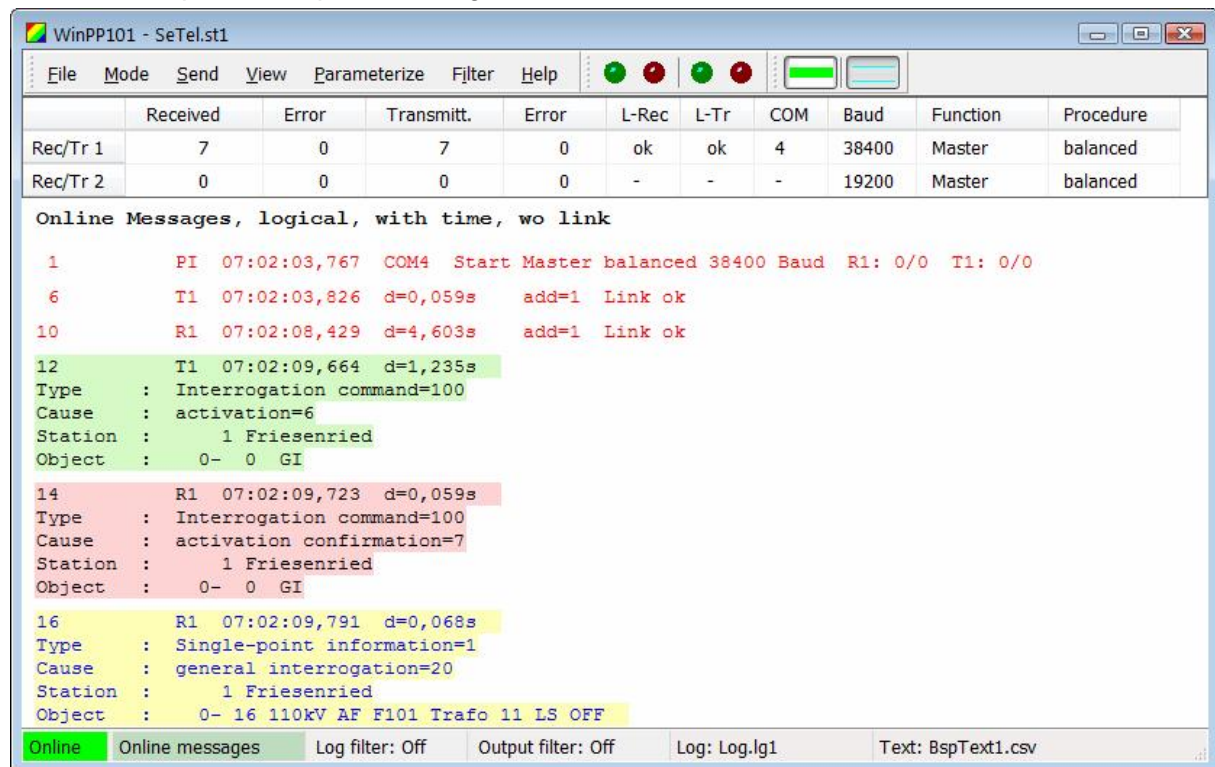 WinPP101 - SeTel.st1
File Mode Send View Parameterize Filter Help
Received Error Transmitt. Error L-Rec L-Tr COM Baud Function Procedure
Rec/Tr 1 7 0 7 0 ok ok 4 38400 Master balanced
Rec/Tr 2 0 0 0 0 - - - 19200 Master balanced
Online Messages, logical, with time, wo link
1 PI 07:02:03,767 COM4 Start Master balanced 38400 Baud R1: 0/0 T1: 0/0
6 T1 07:02:03,826 d=0,059s add=1 Link ok
10 R1 07:02:08,429 d=4,603s add=1 Link ok
12 T1 07:02:09,664 d=1,235s
Type : Interrogation command=100
Cause : activation=6
Station : 1 Friesenried
Object : 0- 0 GI
14 R1 07:02:09,723 d=0,059s
Type : Interrogation command=100
Cause : activation confirmation=7
Station : 1 Friesenried
Object : 0- 0 GI
16 R1 07:02:09,791 d=0,068s
Type : Single-point information=1
Cause : general interrogation=20
Station : 1 Friesenried
Object : 0- 16 110kV AF F101 Trafo 11 LS OFF
Online Online messages Log filter: Off Output filter: Off Log: Log.lg1 Text: BspText1.csv